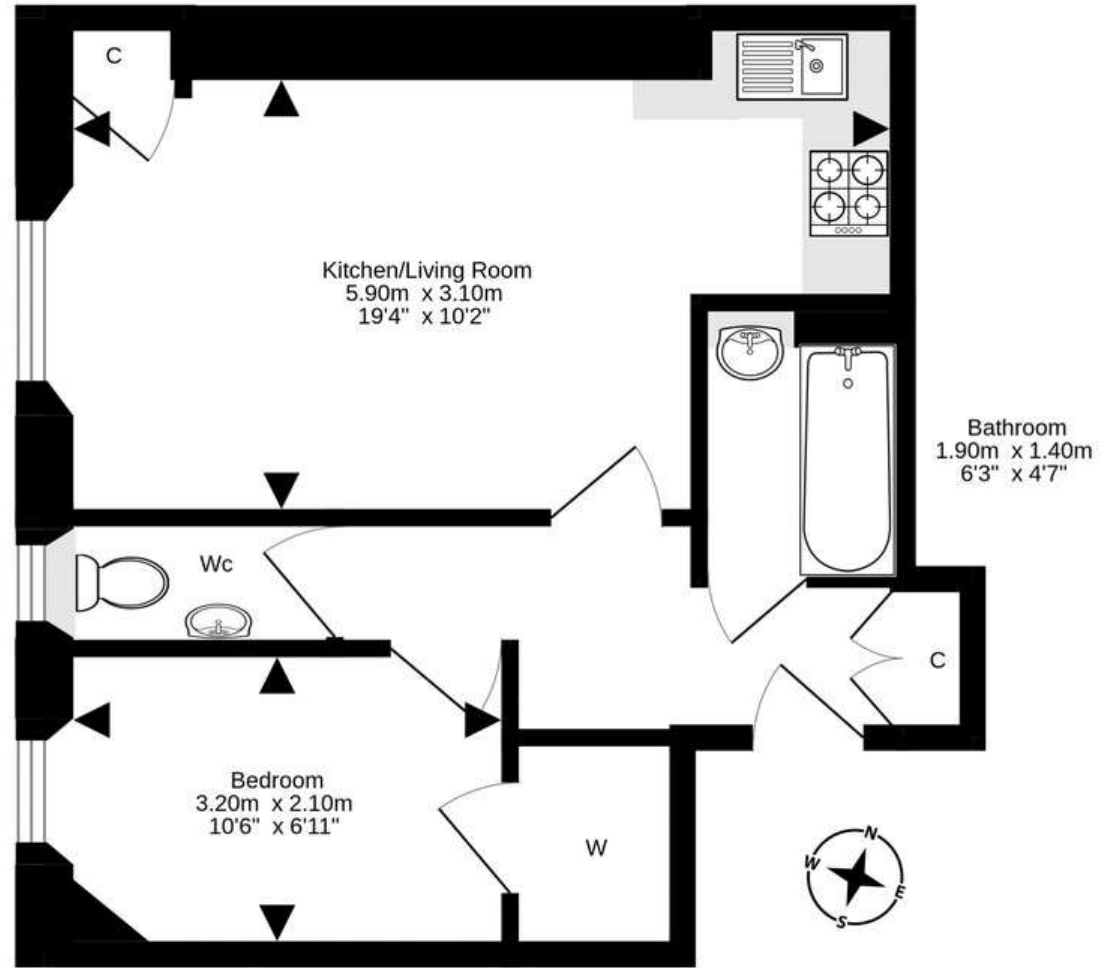 C
Kitchen/Living Room
5.90m x 3.10m
19'4" x 10'2"
Bathroom
1.90m x 1.40m
6'3" x 4'7"
Wc
C
Bedroom
3.20m x 2.10m
10'6" x 6'11"
W
N
W
E
S